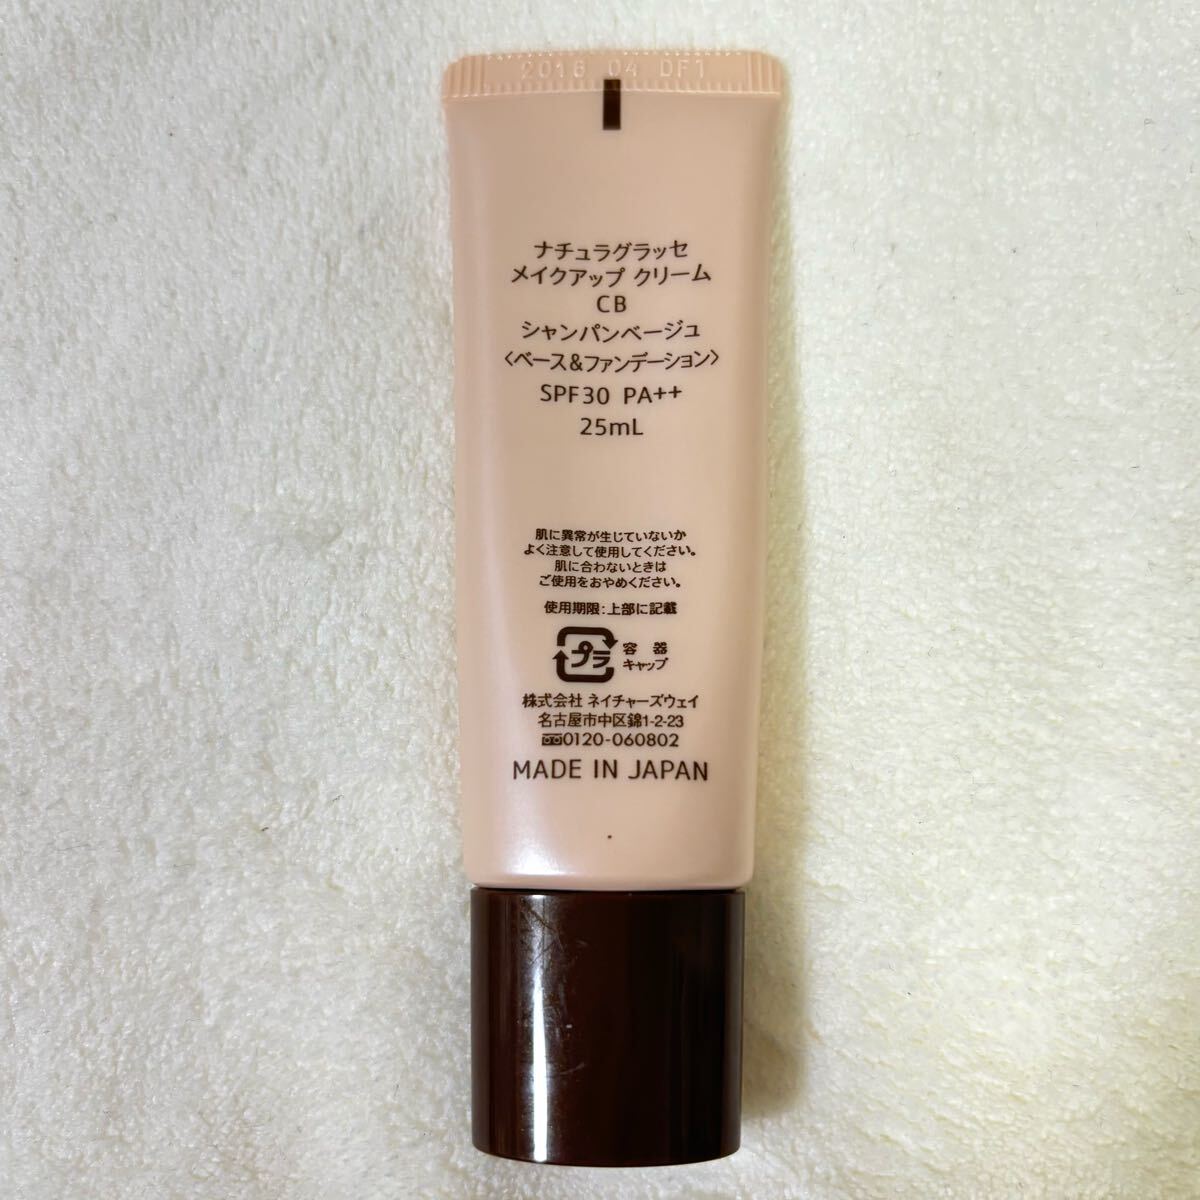 2016 04 DF1
ナチュラグラッセ
メイクアップ クリーム
CB
シャンパンベージュ
〈ベース&ファンデーション〉
SPF30 PA++
25mL
肌に異常が生じていないか
よく注意して使用してください。
肌に合わないときは
ご使用をおやめください。
使用期限:上部に記載
プラ 容器
キャップ
株式会社 ネイチャーズウェイ
名古屋市中区錦1-2-23
0120-060802
MADE IN JAPAN